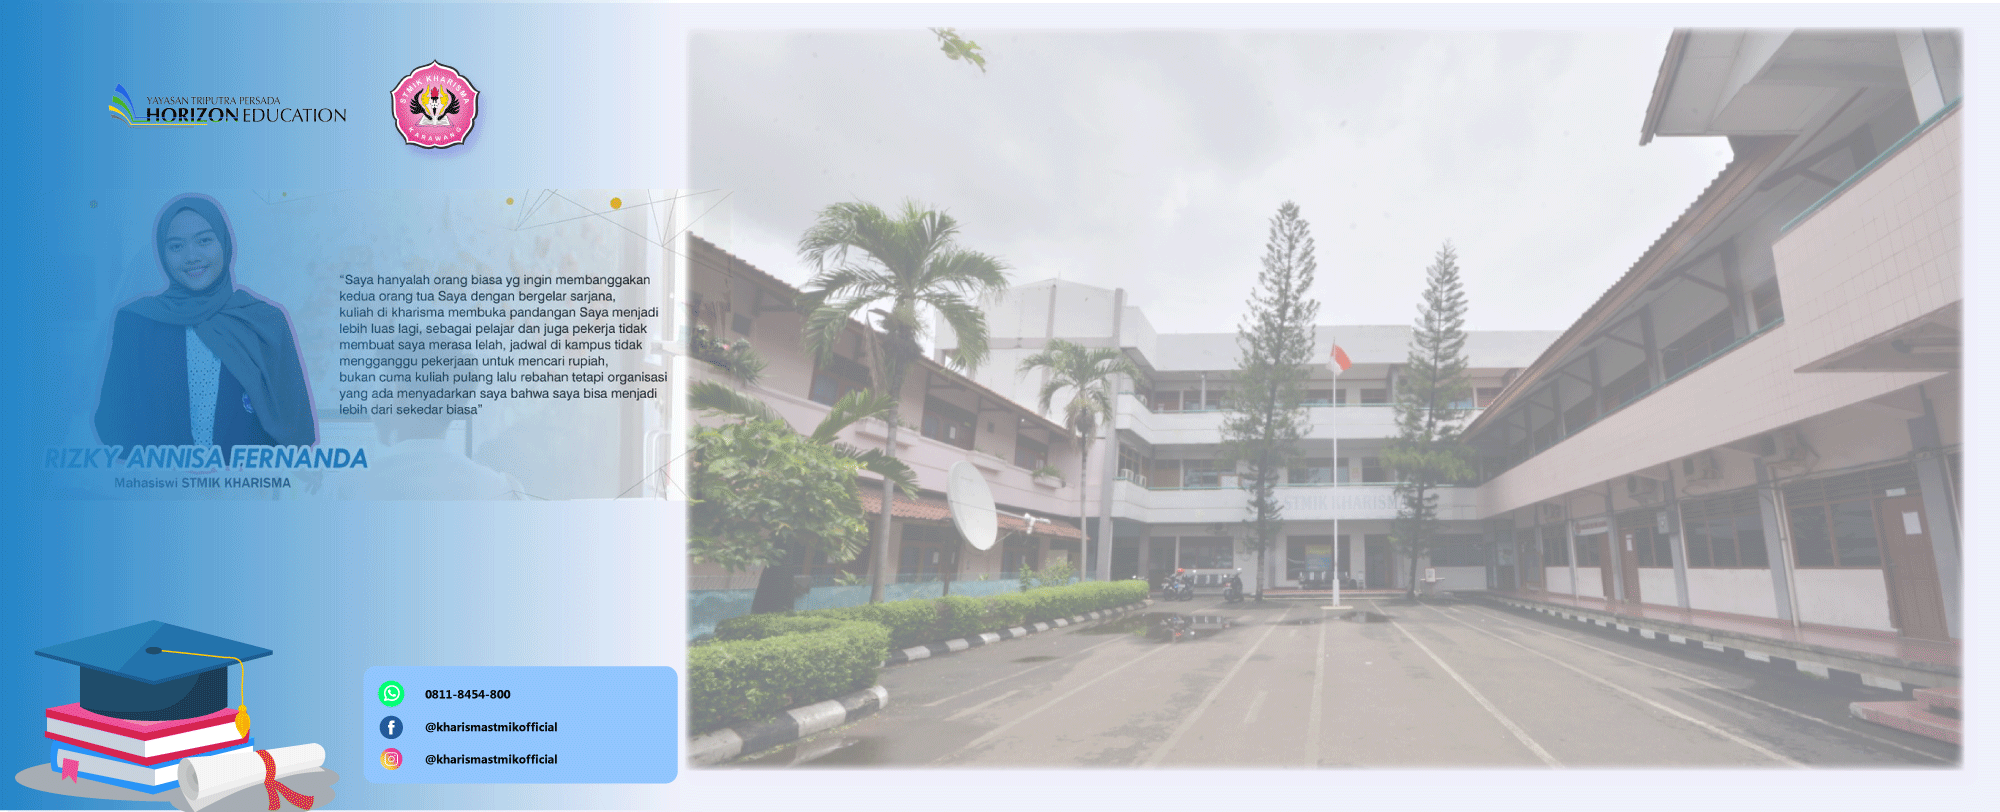 YAYASAN TRIPUTRA PERSADA
HORIZON EDUCATION
STMIK KHARISMA
KARAWANG
“Saya hanyalah orang biasa yg ingin membanggakan
kedua orang tua Saya dengan bergelar sarjana,
kuliah di kharisma membuka pandangan Saya menjadi
lebih luas lagi, sebagai pelajar dan juga pekerja tidak
membuat saya merasa lelah, jadwal di kampus tidak
mengganggu pekerjaan untuk mencari rupiah,
bukan cuma kuliah pulang lalu rebahan tetapi organisasi
yang ada menyadarkan saya bahwa saya bisa menjadi
lebih dari sekedar biasa”
RIZKY ANNISA FERNANDA
Mahasiswi STMIK KHARISMA
0811-8454-800
@kharismastmikofficial
@kharismastmikofficial
STMIK KHARISMA